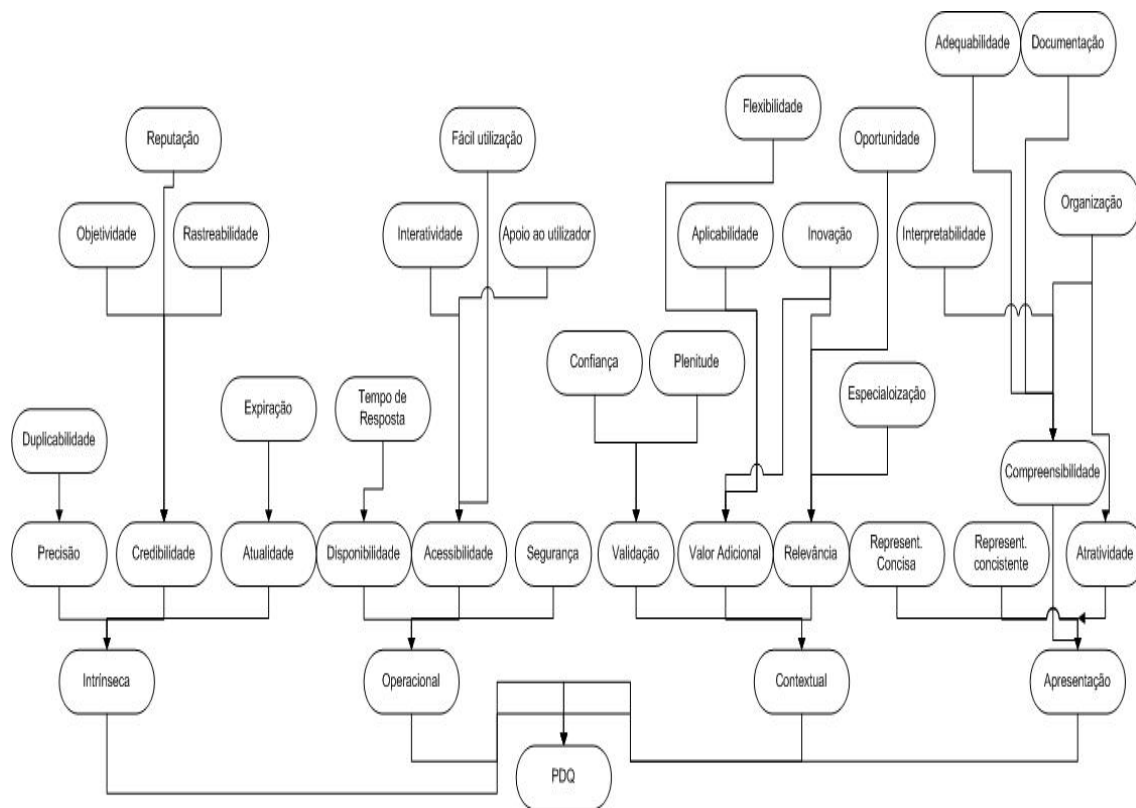 Adequabilidade
Documentação
Flexibilidade
Reputação
Fácil utilização
Oportunidade
Organização
Objetividade
Rastreabilidade
Interatividade
Apoio ao utilizador
Aplicabilidade
Inovação
Interpretabilidade
Confiança
Plenitude
Especialoização
Expiração
Tempo de
Resposta
Duplicabilidade
Compreensibilidade
Precisão
Credibilidade
Atualidade
Disponibilidade
Acessibilidade
Segurança
Validação
Valor Adicional
Relevância
Represent.
Concisa
Represent.
concistente
Atratividade
Intrínseca
Operacional
Contextual
Apresentação
PDQ